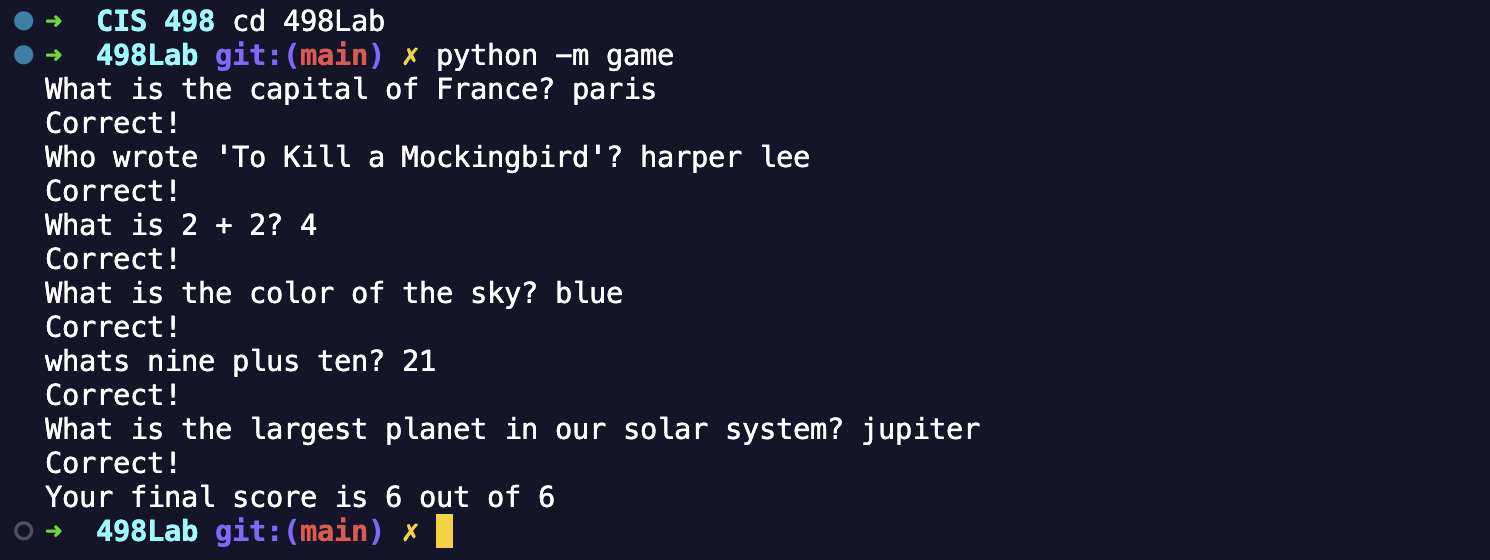 ➜ CIS 498 cd 498Lab
➜ 498Lab git:(main) ✗ python -m game
What is the capital of France? paris
Correct!
Who wrote 'To Kill a Mockingbird'? harper lee
Correct!
What is 2 + 2? 4
Correct!
What is the color of the sky? blue
Correct!
whats nine plus ten? 21
Correct!
What is the largest planet in our solar system? jupiter
Correct!
Your final score is 6 out of 6
➜ 498Lab git:(main) ✗